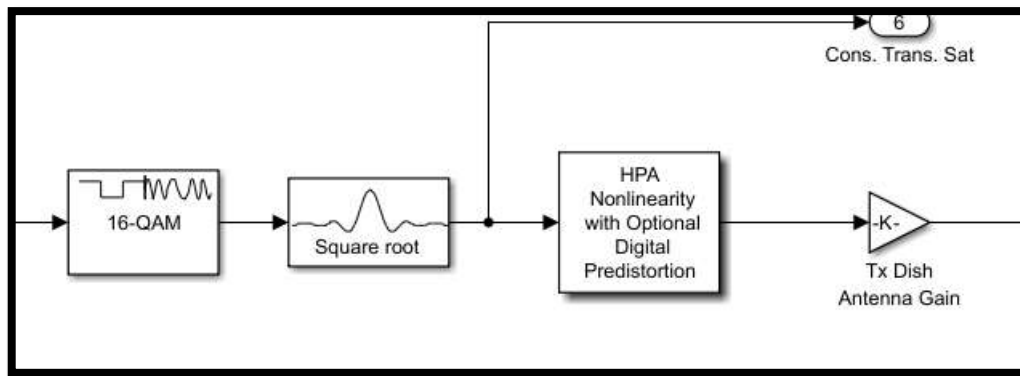 6
Cons. Trans. Sat
16-QAM
Square root
HPA
Nonlinearity
with Optional
Digital
Predistortion
-K-
Tx Dish
Antenna Gain